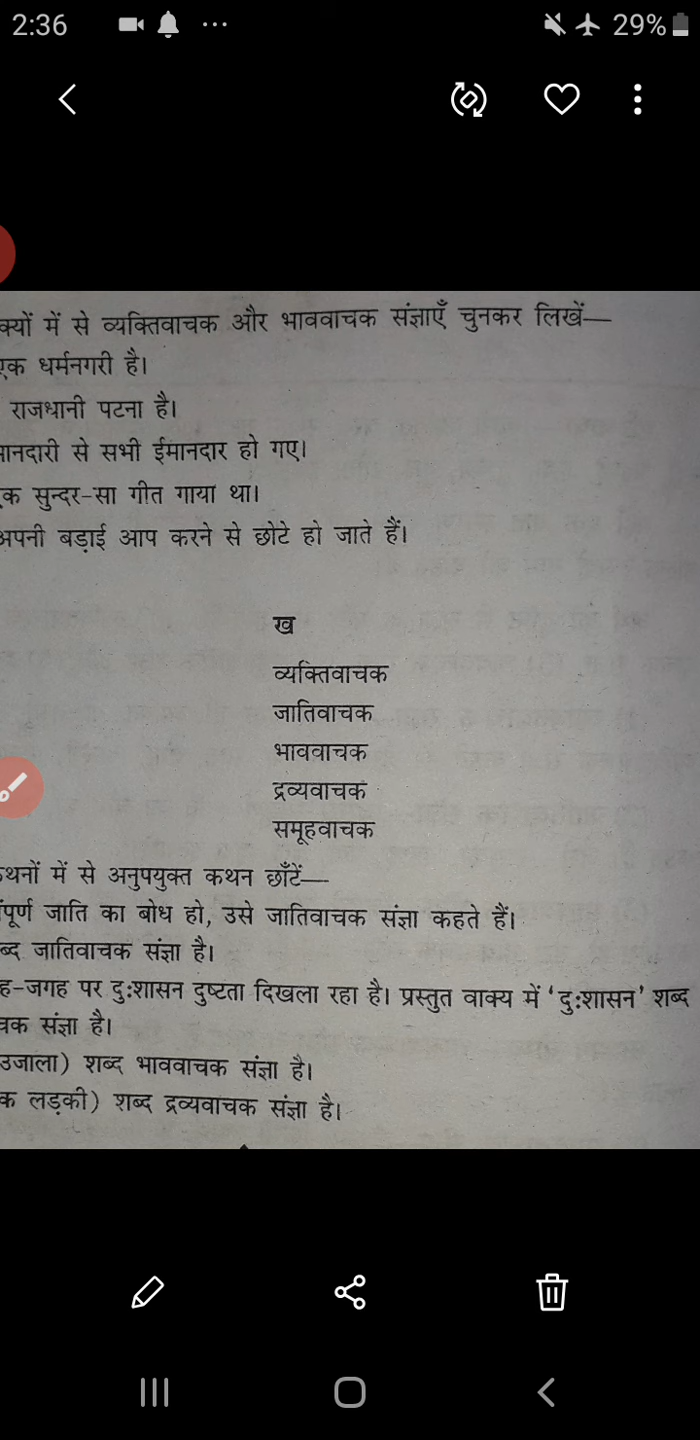 2:36 29%
क्यों में से व्यक्तिवाचक और भाववाचक संज्ञाएँ चुनकर लिखें—
एक धर्मनगरी है।
राजधानी पटना है।
मानदारी से सभी ईमानदार हो गए।
एक सुन्दर-सा गीत गाया था।
अपनी बड़ाई आप करने से छोटे हो जाते हैं।
ख
व्यक्तिवाचक
जातिवाचक
भाववाचक
द्रव्यवाचक
समूहवाचक
थनों में से अनुपयुक्त कथन छाँटें—
पूर्ण जाति का बोध हो, उसे जातिवाचक संज्ञा कहते हैं।
ब्द जातिवाचक संज्ञा है।
ह-जगह पर दुःशासन दुष्टता दिखला रहा है। प्रस्तुत वाक्य में 'दुःशासन' शब्द
चक संज्ञा है।
उजाला) शब्द भाववाचक संज्ञा है।
क लड़की) शब्द द्रव्यवाचक संज्ञा है।